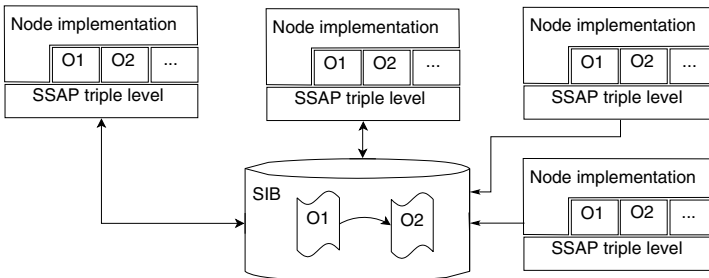 Node implementation
O1 O2 ...
SSAP triple level
Node implementation
O1 O2 ...
SSAP triple level
Node implementation
O1 O2 ...
SSAP triple level
SIB
O1 O2
Node implementation
O1 O2 ...
SSAP triple level